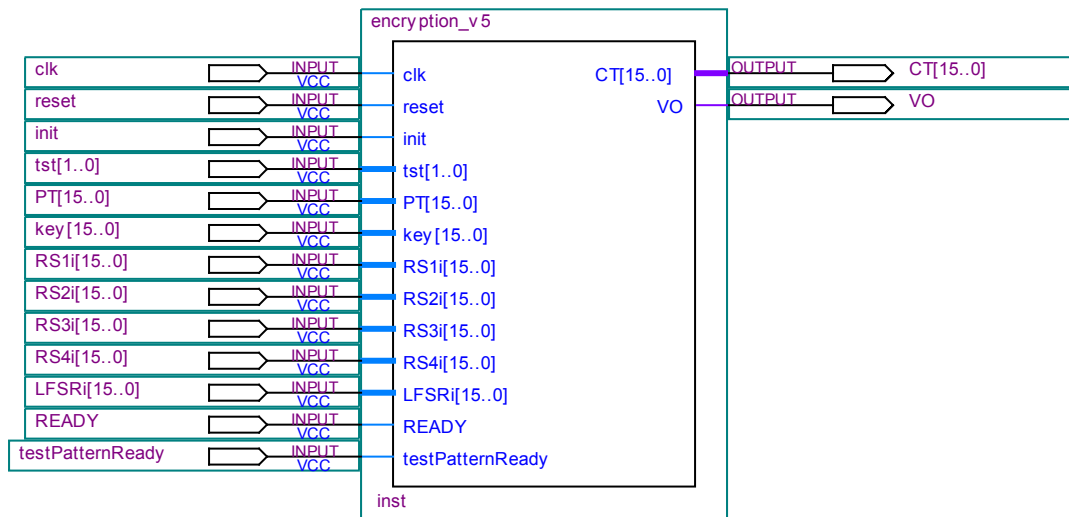 encryption_v5
clk INPUT VCC clk CT[15..0] OUTPUT CT[15..0]
reset INPUT VCC reset VO OUTPUT VO
init INPUT VCC init
tst[1..0] INPUT VCC tst[1..0]
PT[15..0] INPUT VCC PT[15..0]
key[15..0] INPUT VCC key[15..0]
RS1i[15..0] INPUT VCC RS1i[15..0]
RS2i[15..0] INPUT VCC RS2i[15..0]
RS3i[15..0] INPUT VCC RS3i[15..0]
RS4i[15..0] INPUT VCC RS4i[15..0]
LFSRi[15..0] INPUT VCC LFSRi[15..0]
READY INPUT VCC READY
testPatternReady INPUT VCC testPatternReady
inst